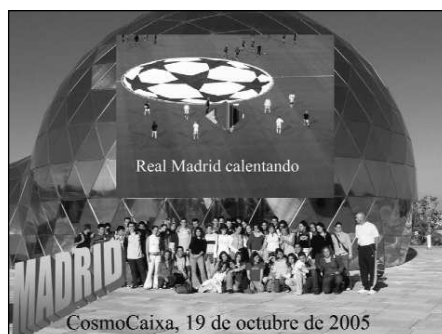 Real Madrid calentando
MADRID
CosmoCaixa, 19 de octubre de 2005